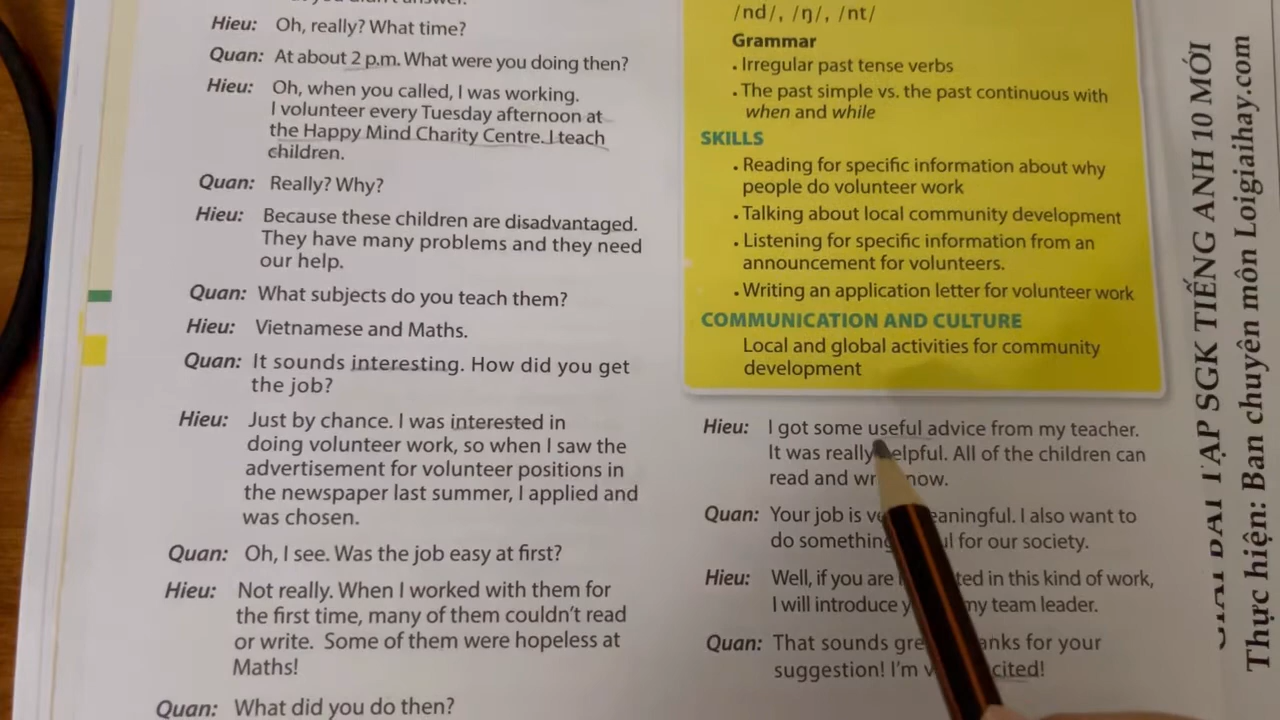 Hieu: Oh, really? What time?
Quan: At about 2 p.m. What were you doing then?
Hieu: Oh, when you called, I was working.
I volunteer every Tuesday afternoon at
the Happy Mind Charity Centre. I teach
children.
Quan: Really? Why?
Hieu: Because these children are disadvantaged.
They have many problems and they need
our help.
Quan: What subjects do you teach them?
Hieu: Vietnamese and Maths.
Quan: It sounds interesting. How did you get
the job?
Hieu: Just by chance. I was interested in
doing volunteer work, so when I saw the
advertisement for volunteer positions in
the newspaper last summer, I applied and
was chosen.
Quan: Oh, I see. Was the job easy at first?
Hieu: Not really. When I worked with them for
the first time, many of them couldn't read
or write. Some of them were hopeless at
Maths!
Quan: What did you do then?
/nd/, /ŋ/, /nt/
Grammar
• Irregular past tense verbs
• The past simple vs. the past continuous with
when and while
SKILLS
• Reading for specific information about why
people do volunteer work
• Talking about local community development
• Listening for specific information from an
announcement for volunteers.
• Writing an application letter for volunteer work
COMMUNICATION AND CULTURE
Local and global activities for community
development
Hieu: I got some useful advice from my teacher.
It was really helpful. All of the children can
read and now.
Quan: Your job is meaningful. I also want to
do something for our society.
Hieu: Well, if you are in this kind of work,
I will introduce my team leader.
Quan: That sounds for your
suggestion! I'm excited!
GIẢI BÀI TẬP SGK TIẾNG ANH 10 MỚI
Thực hiện: Ban chuyên môn Loigiaihay.com